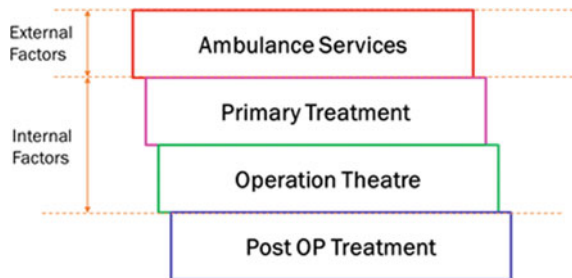 External
Factors
Ambulance Services
Primary Treatment
Internal
Factors
Operation Theatre
Post OP Treatment